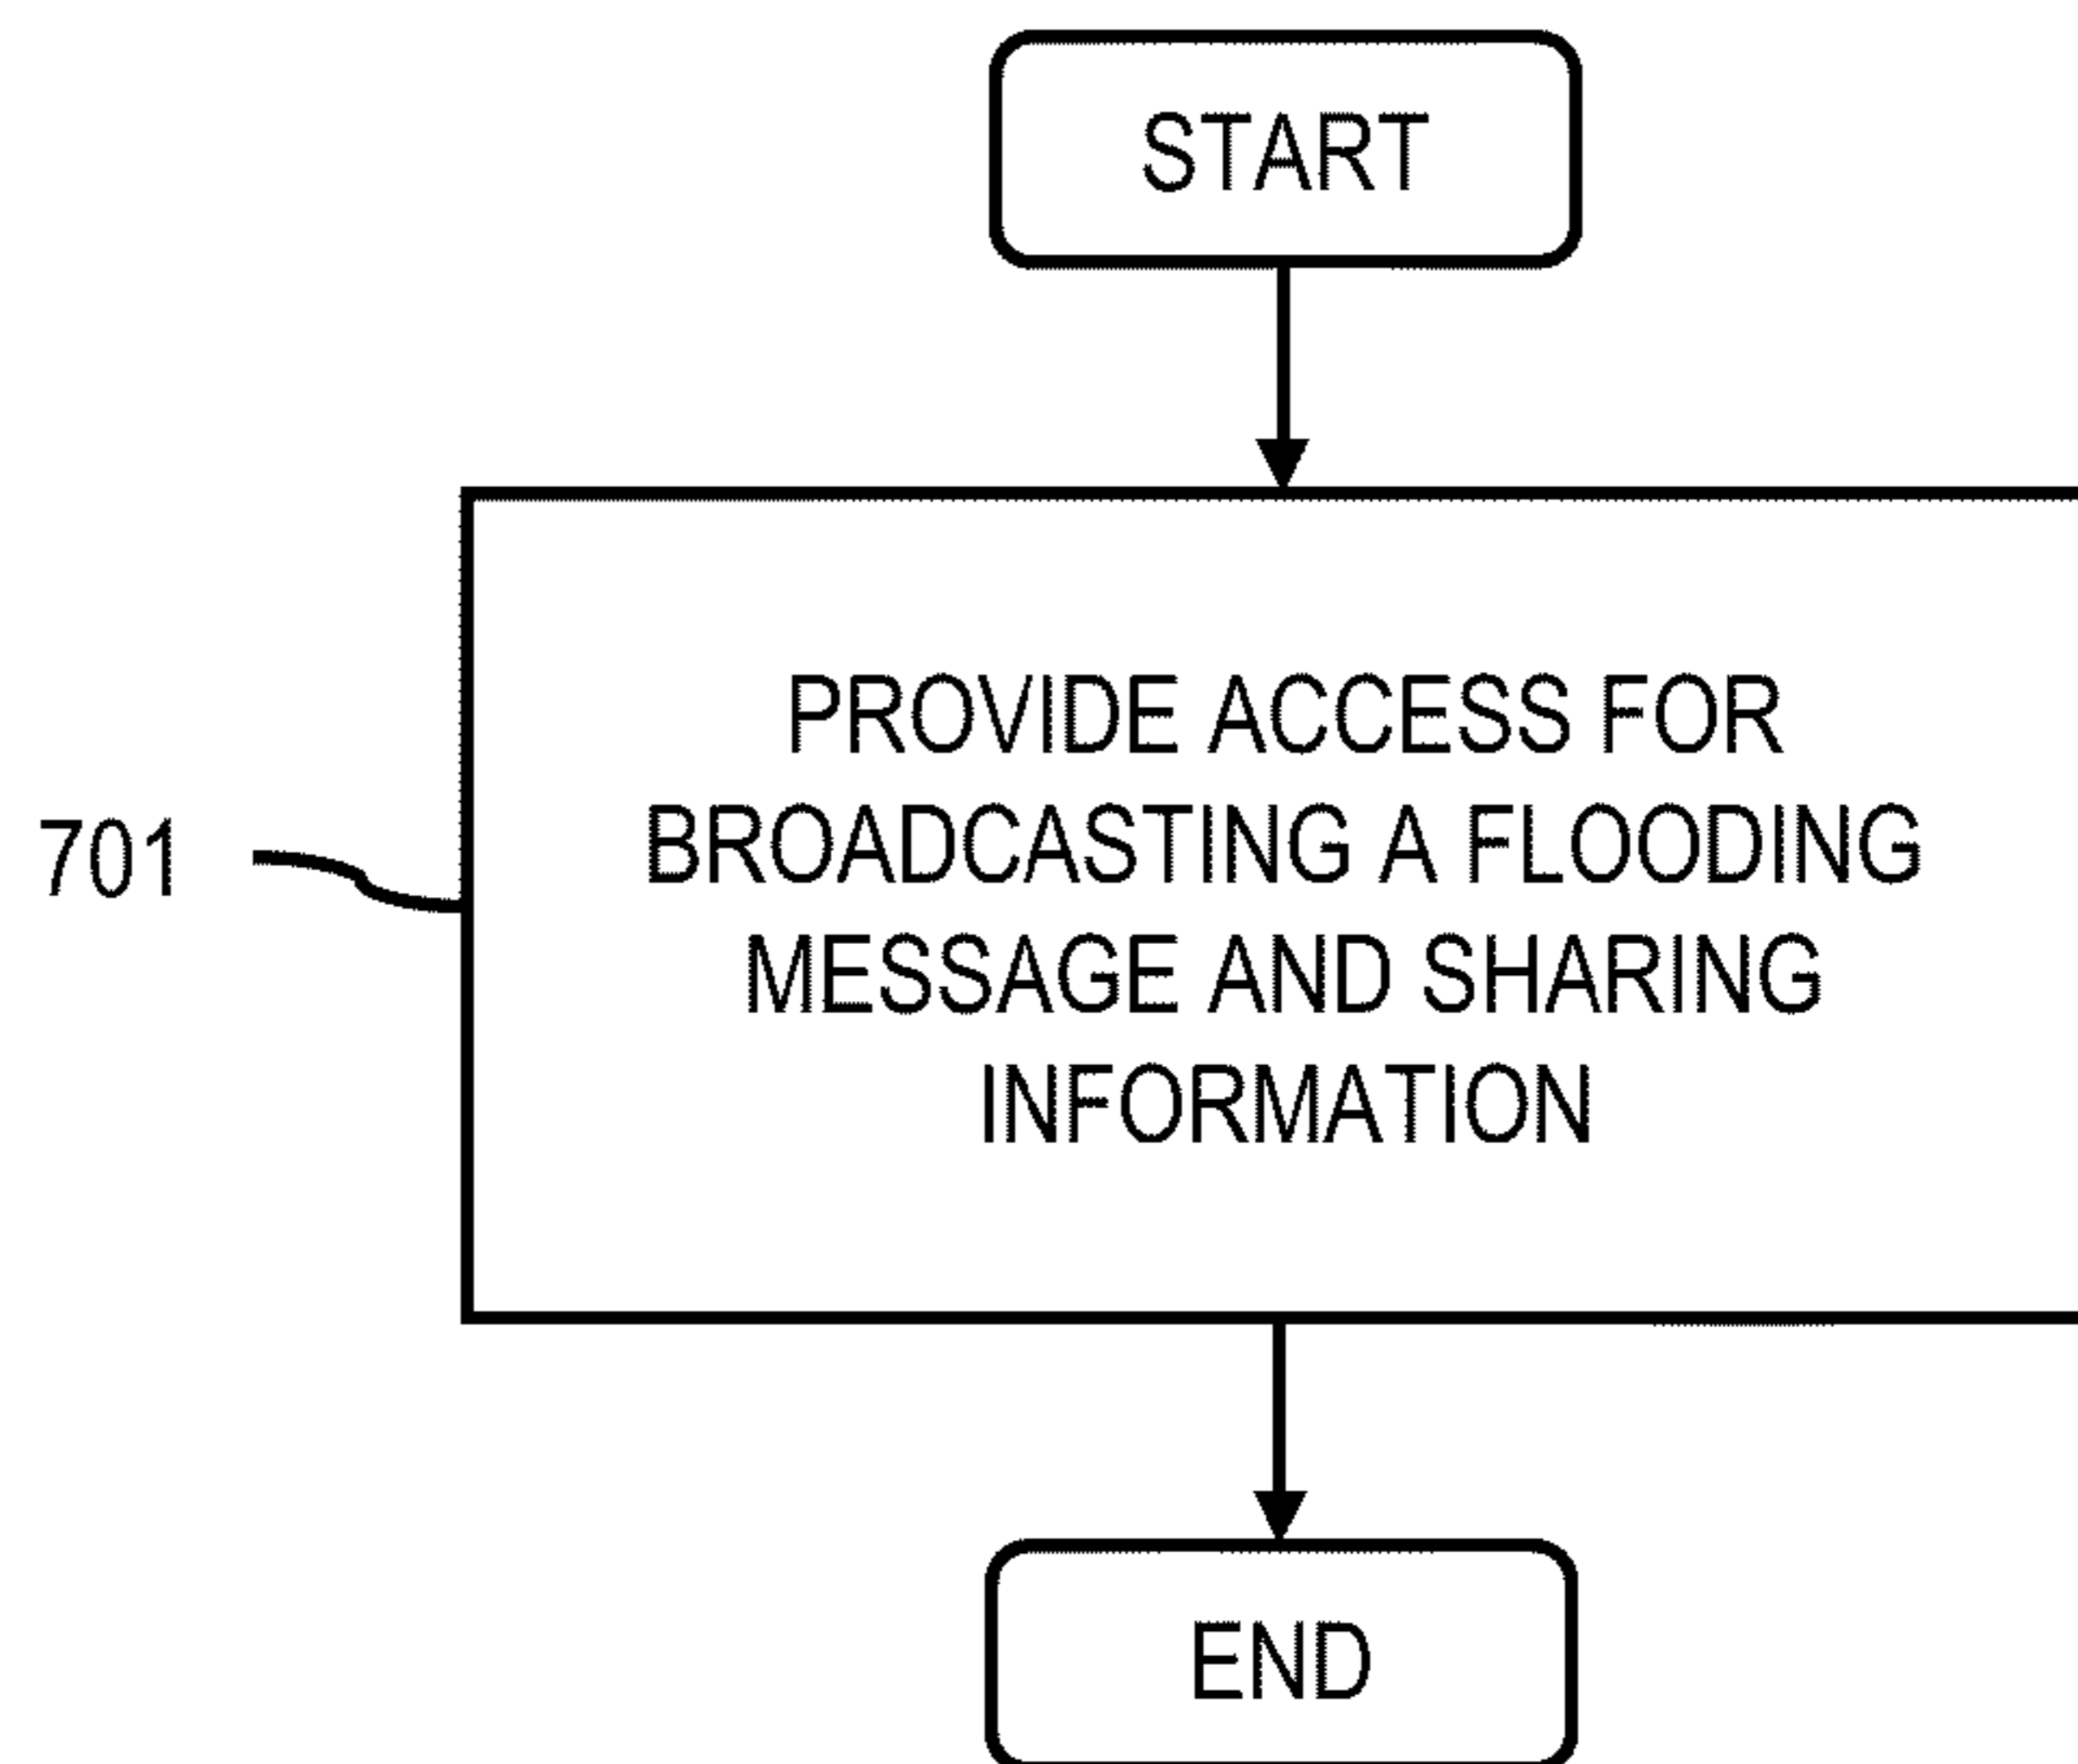 START
PROVIDE ACCESS FOR
BROADCASTING A FLOODING
MESSAGE AND SHARING
INFORMATION
701
END